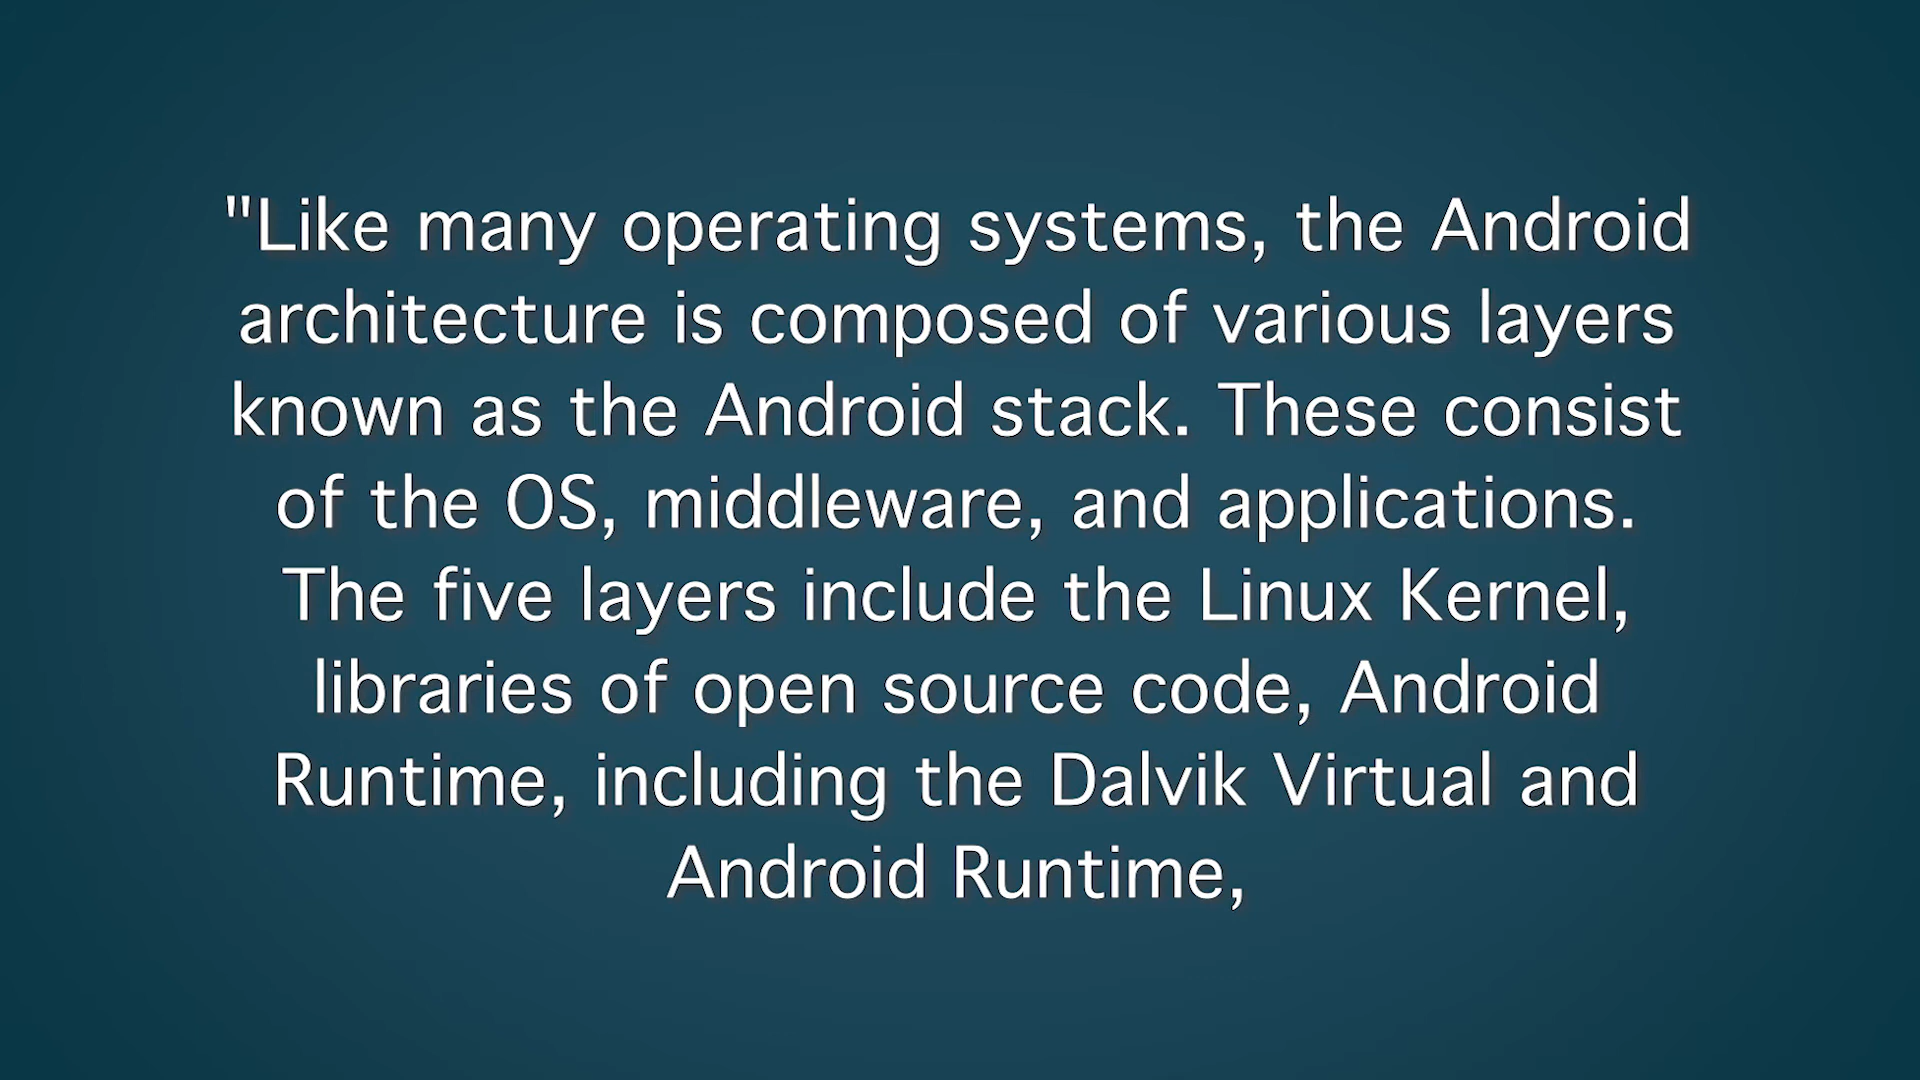 "Like many operating systems, the Android
architecture is composed of various layers
known as the Android stack. These consist
of the OS, middleware, and applications.
The five layers include the Linux Kernel,
libraries of open source code, Android
Runtime, including the Dalvik Virtual and
Android Runtime,